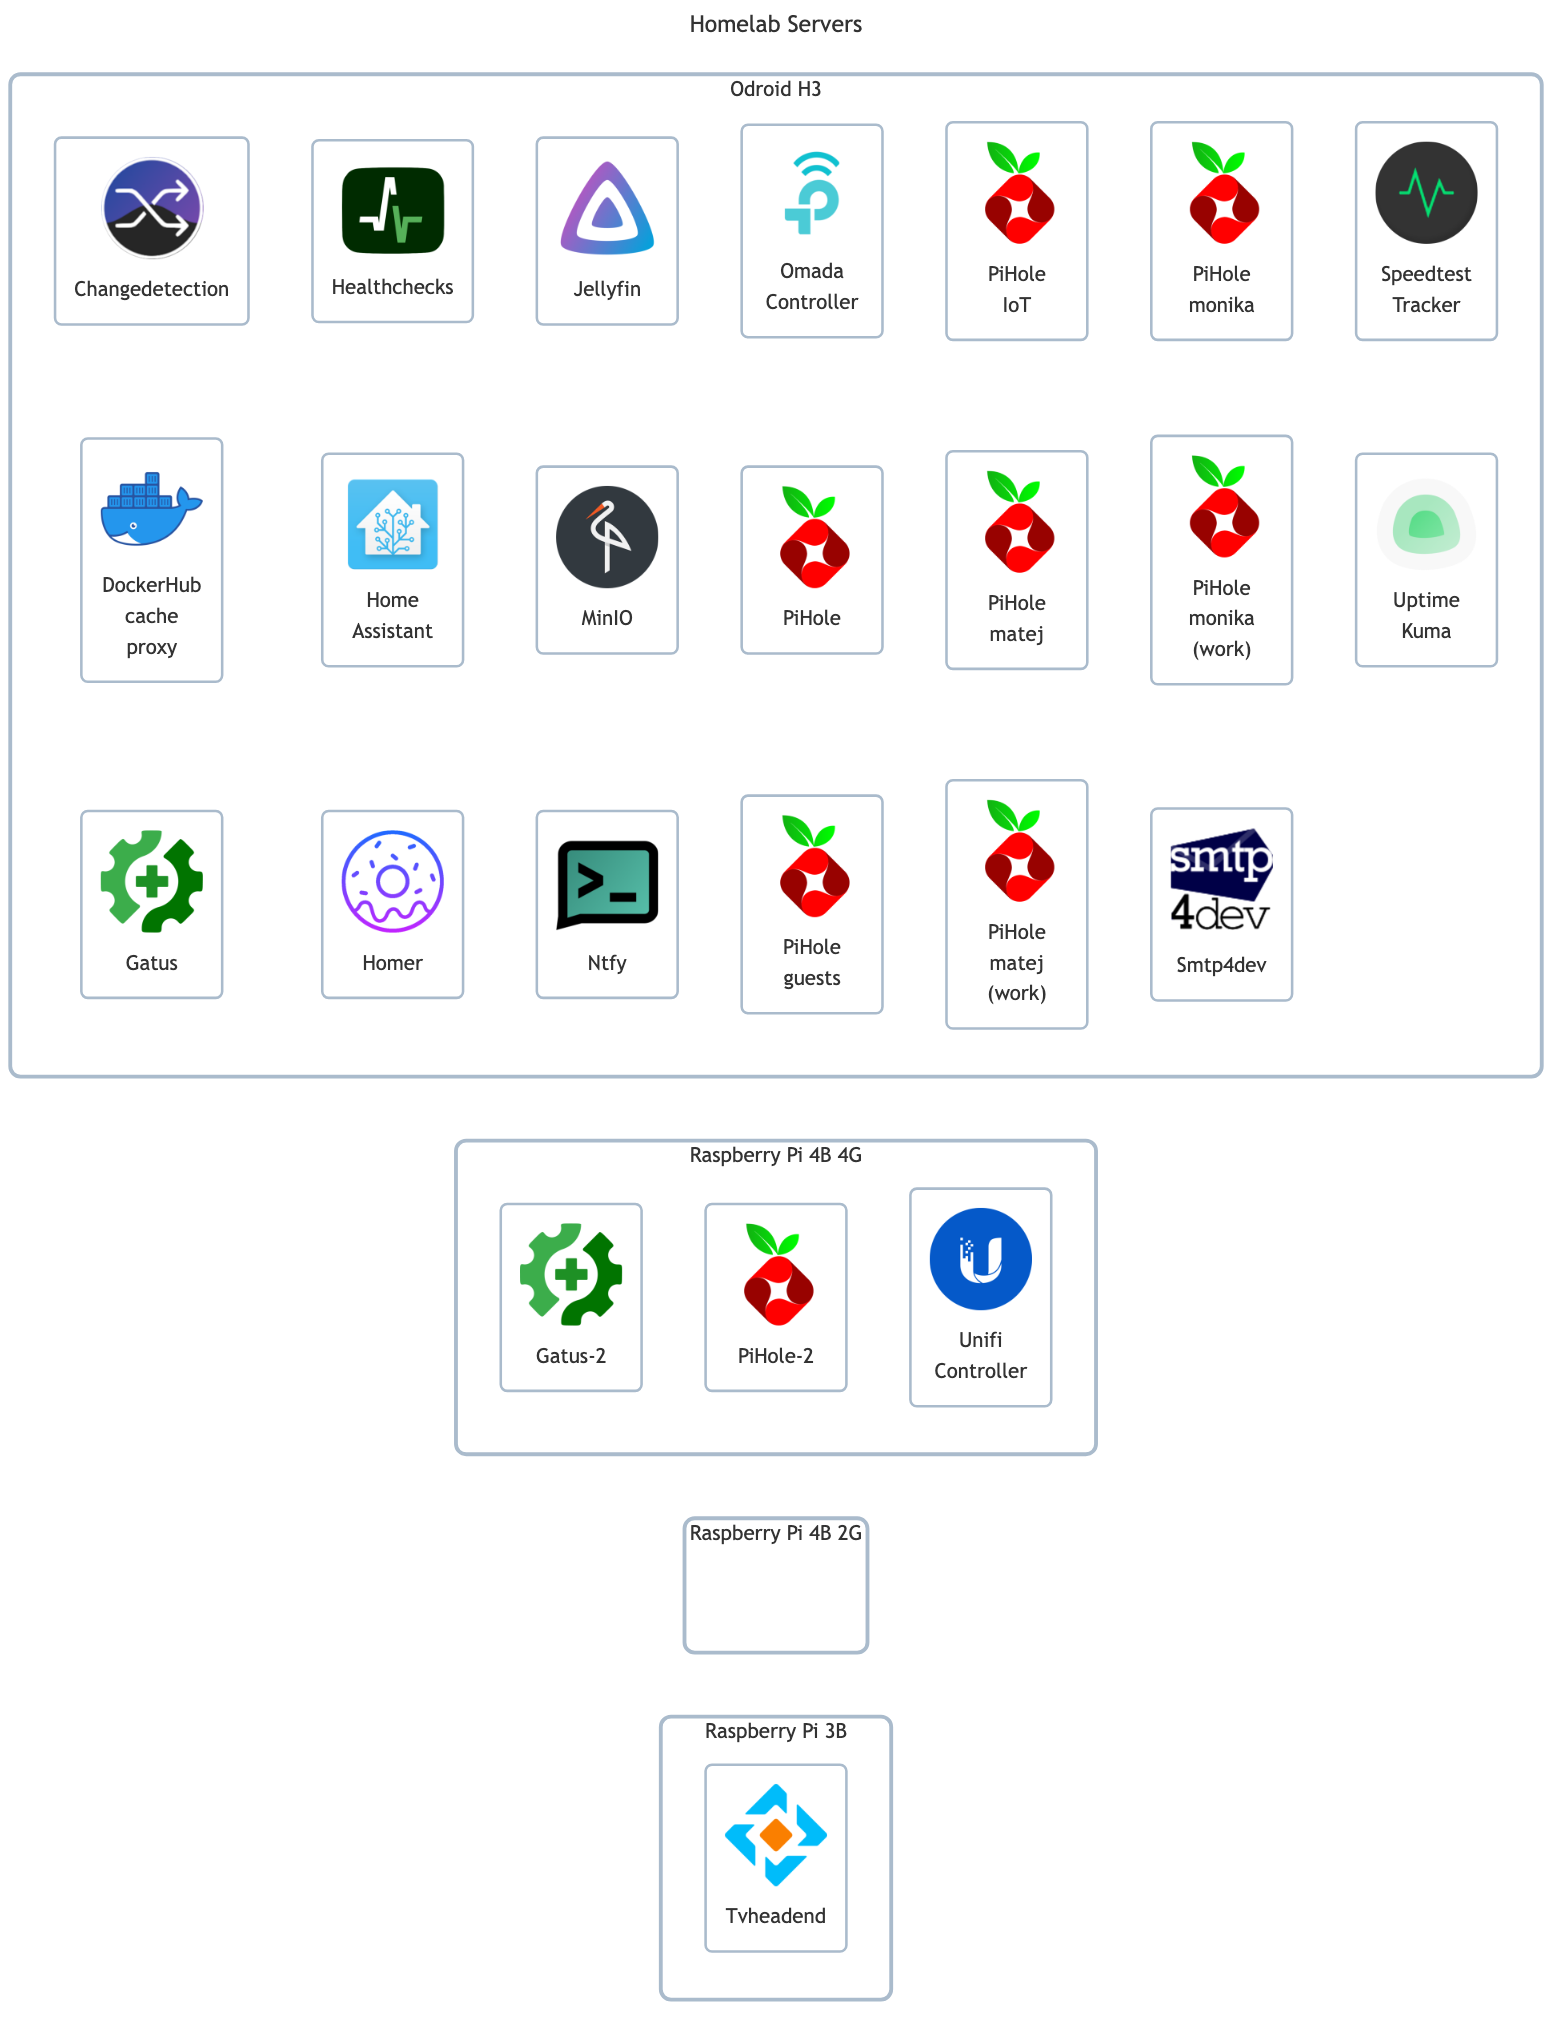 Homelab Servers
Odroid H3
Changedetection
Healthchecks
Jellyfin
Omada
Controller
PiHole
IoT
PiHole
monika
Speedtest
Tracker
DockerHub
cache
proxy
Home
Assistant
MinIO
PiHole
PiHole
matej
PiHole
monika
(work)
Uptime
Kuma
Gatus
Homer
>_
Ntfy
PiHole
guests
PiHole
matej
(work)
smtp
4dev
Smtp4dev
Raspberry Pi 4B 4G
Gatus-2
PiHole-2
U
Unifi
Controller
Raspberry Pi 4B 2G
Raspberry Pi 3B
Tvheadend